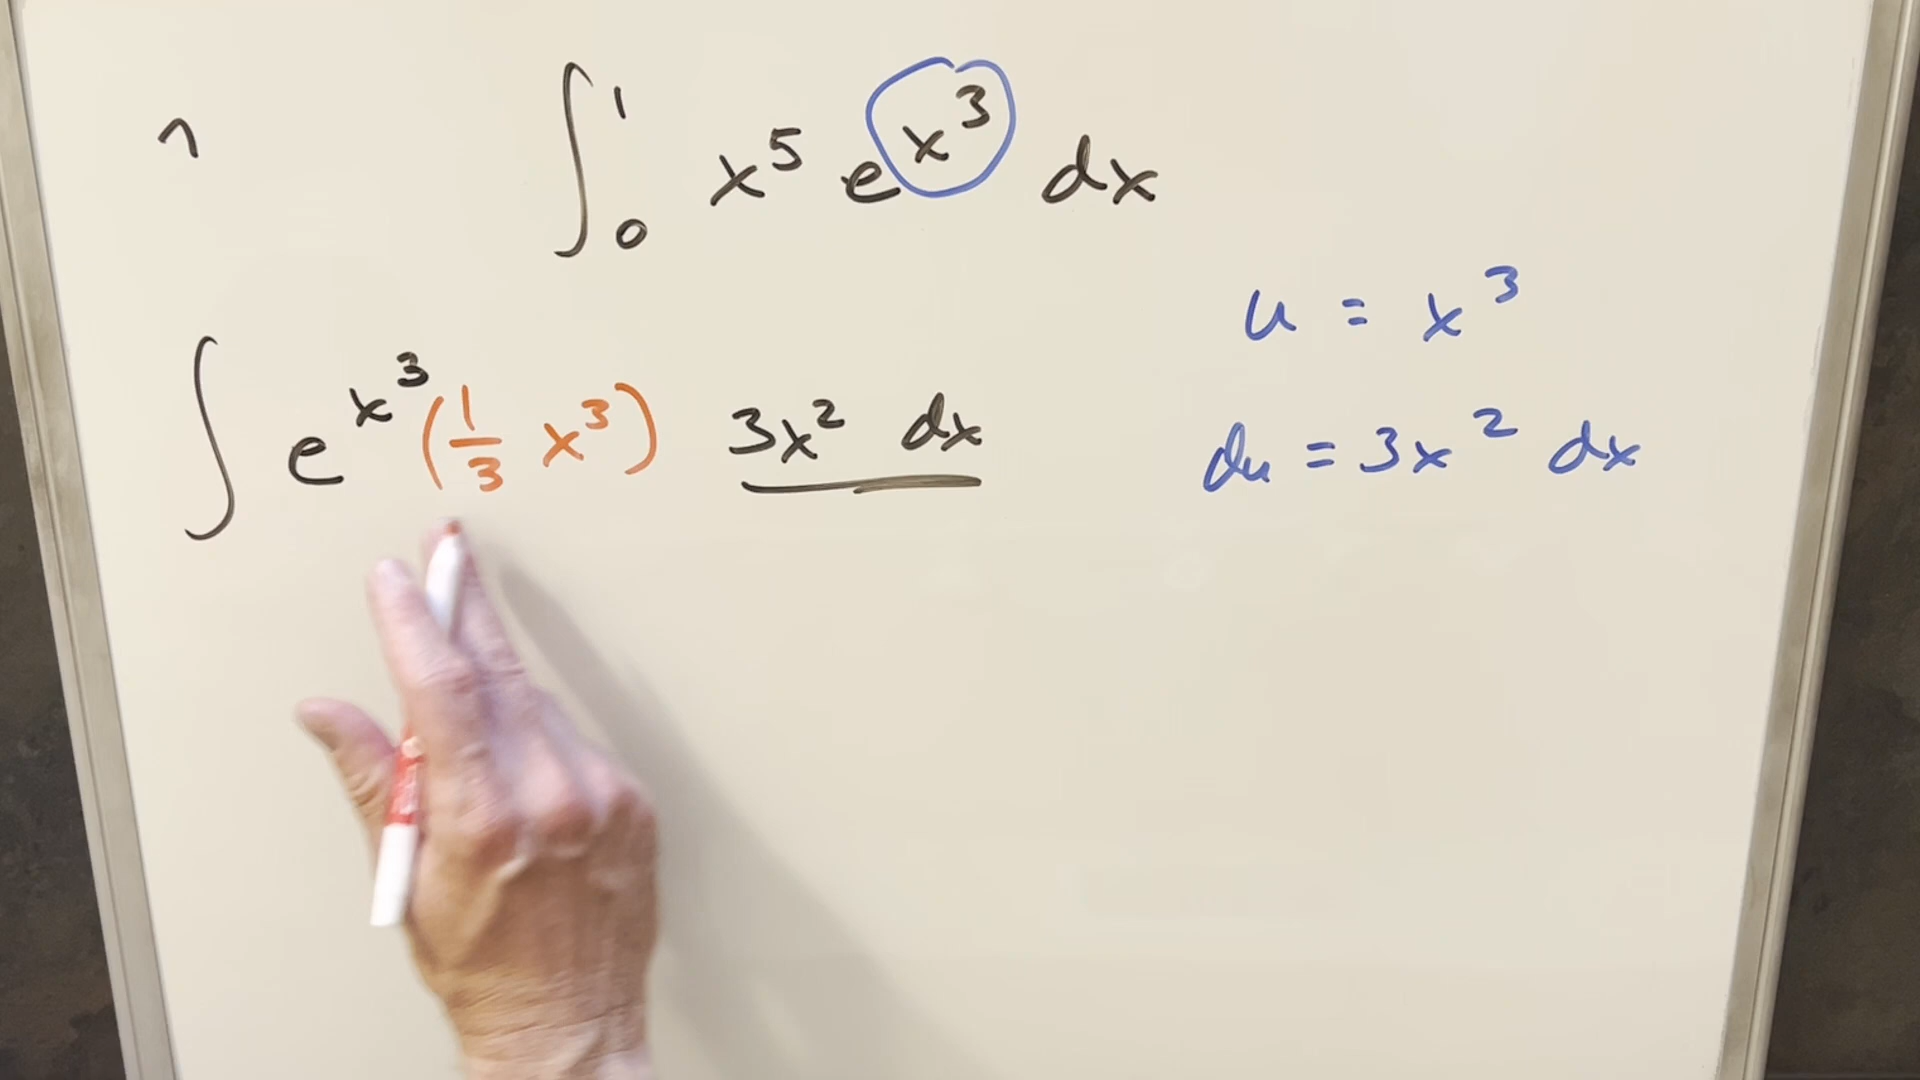 ∫₀¹ x⁵ e^(x³) dx
u = x³
∫ e^(x³) (1/3 x³) 3x² dx
du = 3x² dx